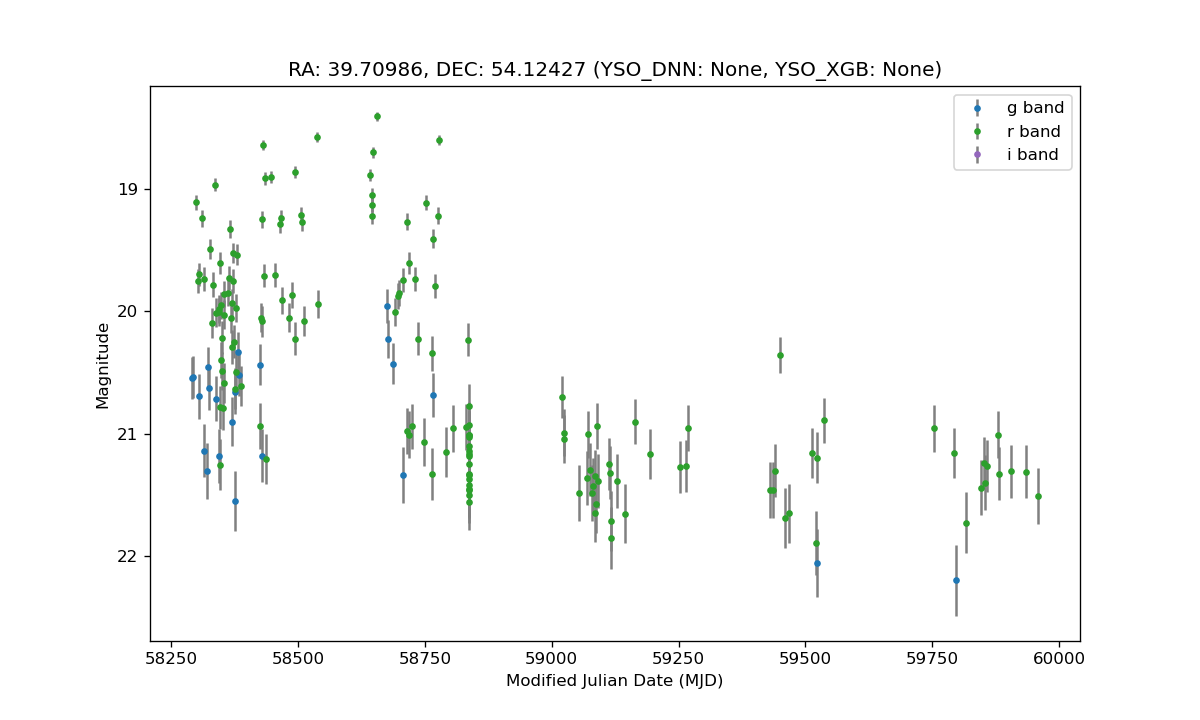 RA: 39.70986, DEC: 54.12427 (YSO_DNN: None, YSO_XGB: None)
g band
r band
i band
19
20
21
22
Magnitude
58250
58500
58750
59000
59250
59500
59750
60000
Modified Julian Date (MJD)